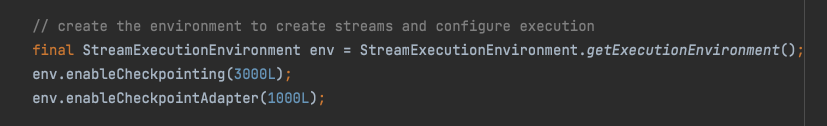 // create the environment to create streams and configure execution
final StreamExecutionEnvironment env = StreamExecutionEnvironment.getExecutionEnvironment();
env.enableCheckpointing(3000L);
env.enableCheckpointAdapter(1000L);